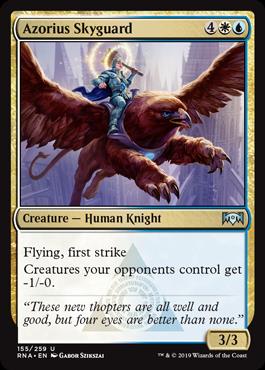 Azorius Skyguard 4
Creature — Human Knight
Flying, first strike
Creatures your opponents control get
-1/-0.
“These new thopters are all well and
good, but four eyes are better than none.”
3/3
155/259 U
RNA • EN GABOR SZIKSZAI
™ & © 2019 Wizards of the Coast